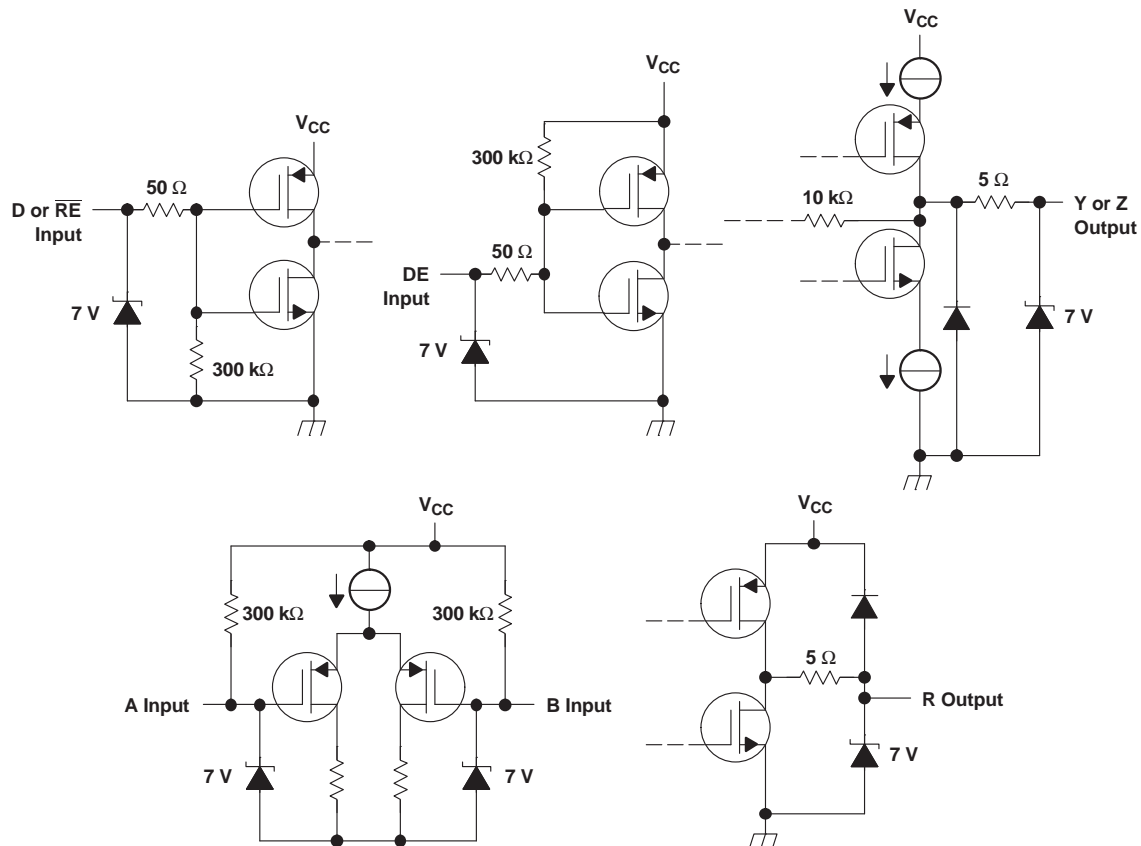 VCC
D or RE
Input
50 Ω
7 V
300 kΩ
VCC
300 kΩ
DE
Input
50 Ω
7 V
VCC
10 kΩ
5 Ω
Y or Z
Output
7 V
VCC
300 kΩ
300 kΩ
A Input
B Input
7 V
7 V
VCC
5 Ω
R Output
7 V